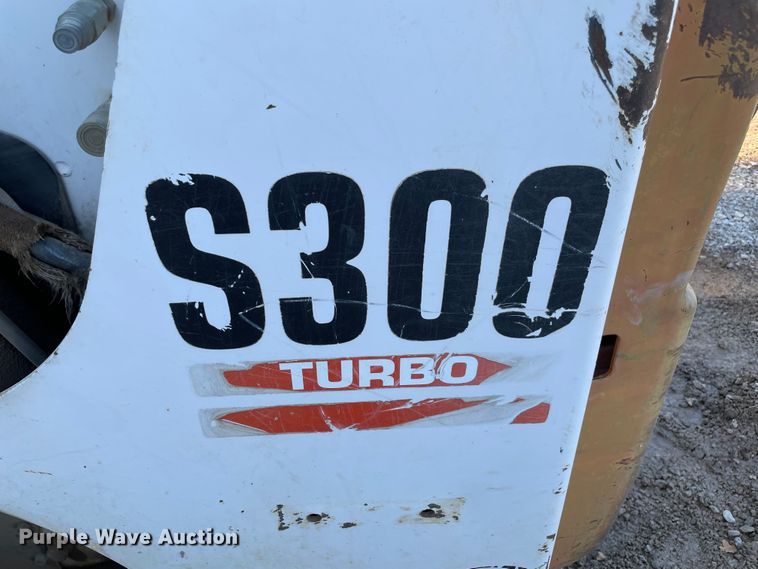 S300
TURBO
Purple Wave Auction